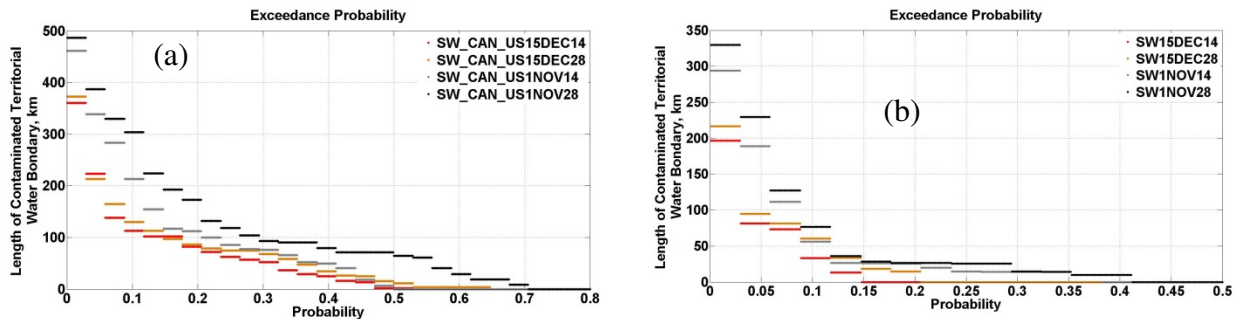 Exceedance Probability
(a)
SW_CAN_US15DEC14
SW_CAN_US15DEC28
SW_CAN_US1NOV14
SW_CAN_US1NOV28
Length of Contaminated Territorial
Water Bondary, km
500
400
300
200
100
0
0 0.1 0.2 0.3 0.4 0.5 0.6 0.7 0.8
Probability
Exceedance Probability
(b)
SW15DEC14
SW15DEC28
SW1NOV14
SW1NOV28
Length of Contaminated Territorial
Water Bondary, km
350
300
250
200
150
100
50
0
0 0.05 0.1 0.15 0.2 0.25 0.3 0.35 0.4 0.45 0.5
Probability